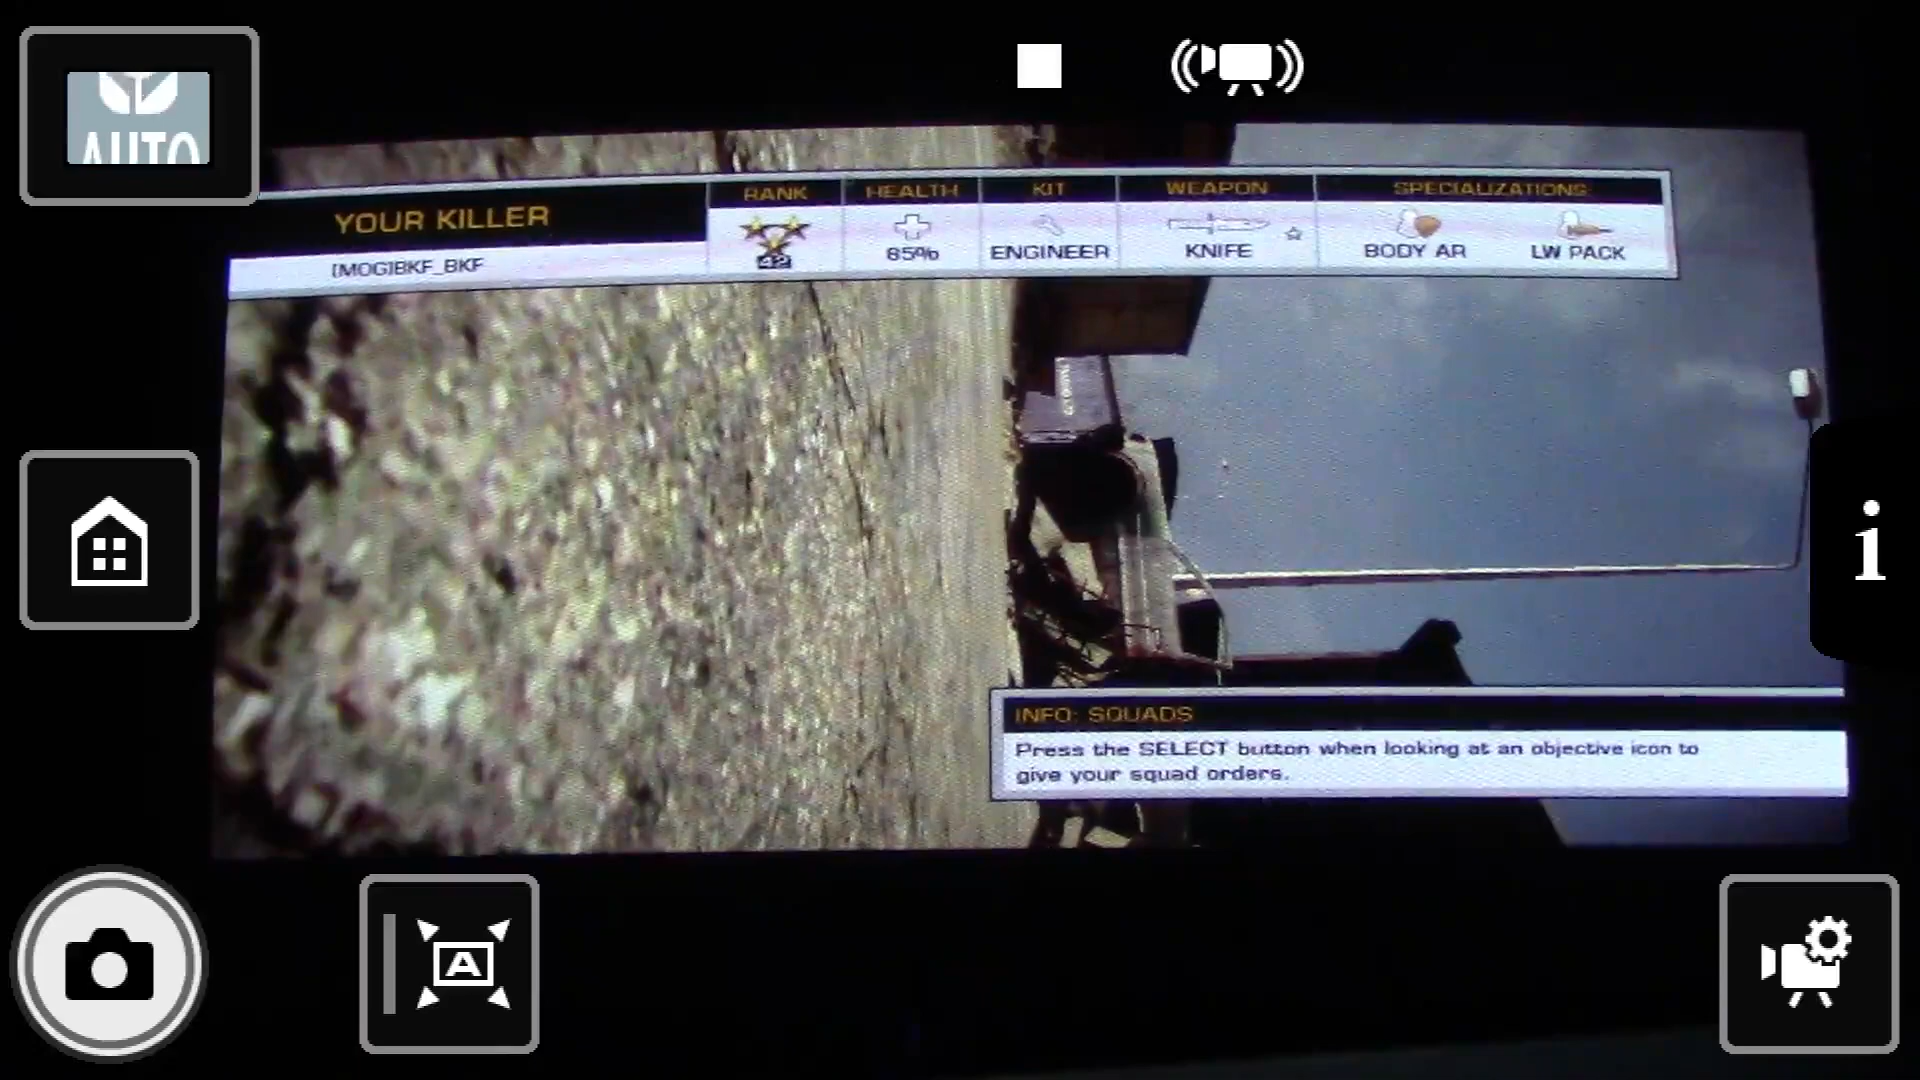 AUTO
YOUR KILLER
RANK
HEALTH
KIT
WEAPON
SPECIALIZATIONS
[MOG]BKF_BKF
42
85%
ENGINEER
KNIFE
BODY AR
LW PACK
i
INFO: SQUADS
Press the SELECT button when looking at an objective icon to
give your squad orders.
A